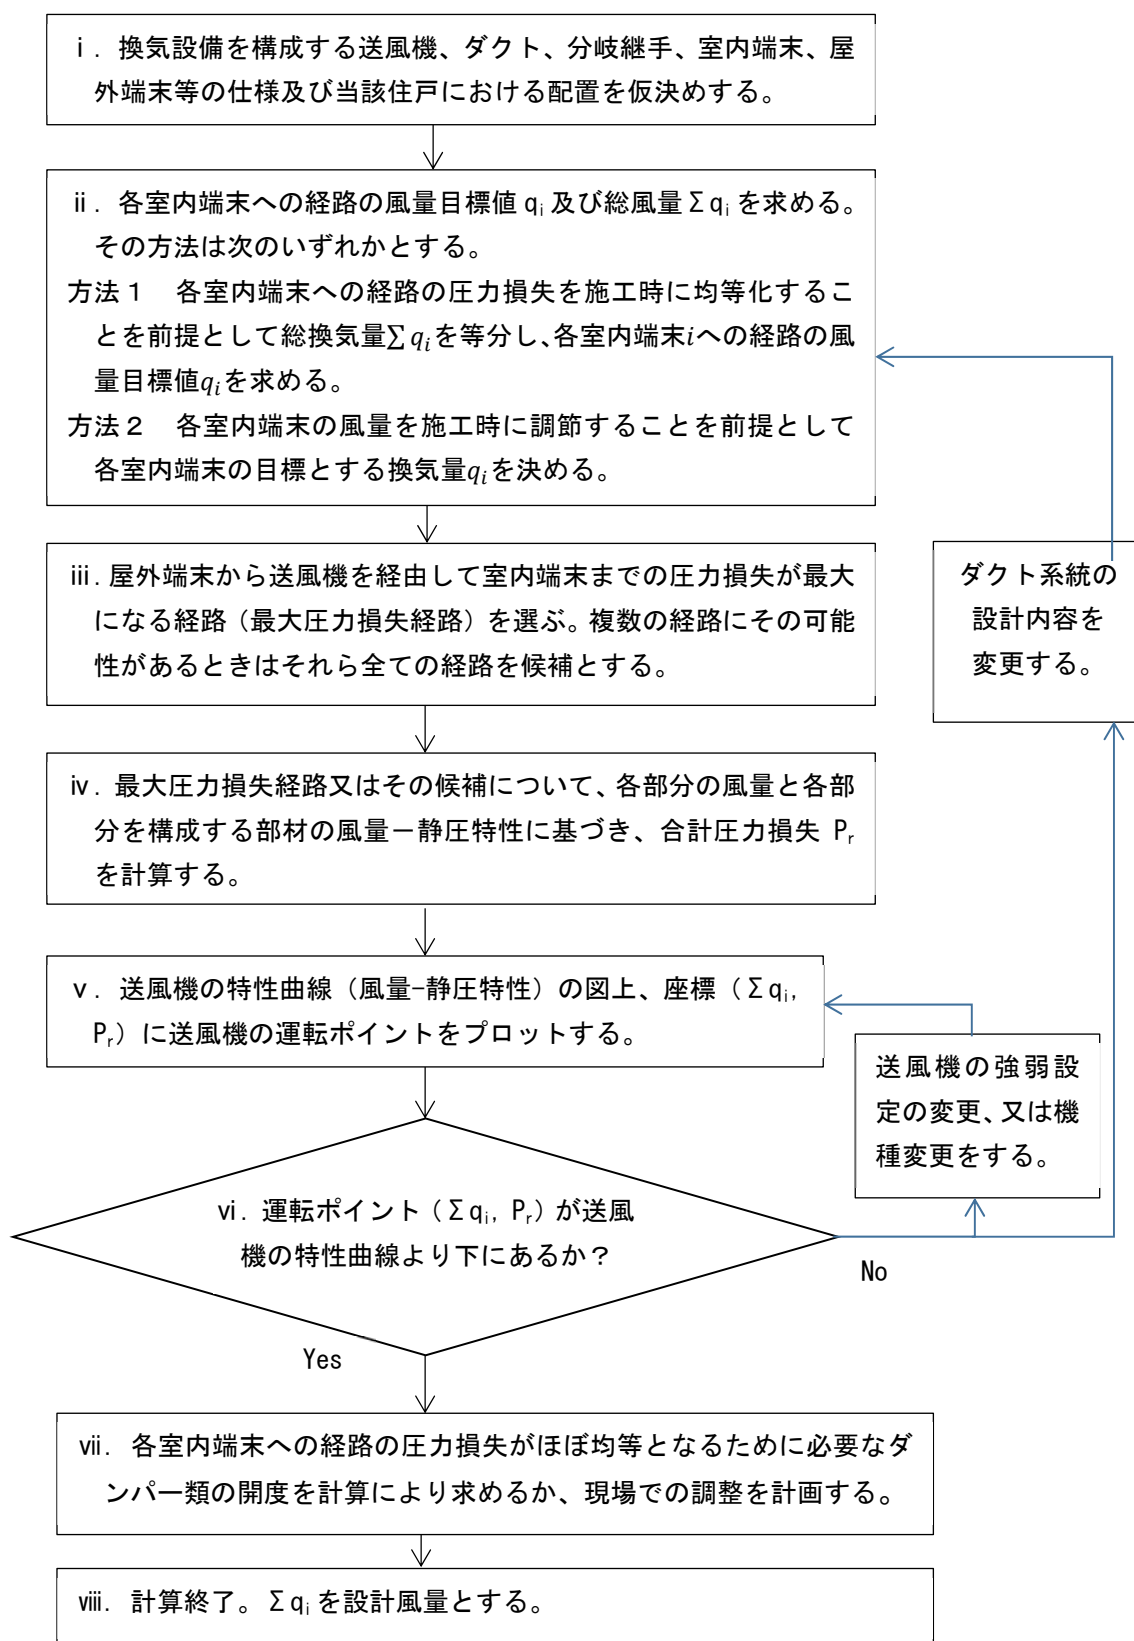 ⅰ. 換気設備を構成する送風機、ダクト、分岐継手、室内端末、屋
外端末等の仕様及び当該住戸における配置を仮決めする。
ⅱ. 各室内端末への経路の風量目標値 qi 及び総風量 Σqi を求める。
その方法は次のいずれかとする。
方法１　各室内端末への経路の圧力損失を施工時に均等化するこ
とを前提として総換気量∑qiを等分し、各室内端末iへの経路の風
量目標値qiを求める。
方法２　各室内端末の風量を施工時に調節することを前提として
各室内端末の目標とする換気量qiを決める。
ⅲ. 屋外端末から送風機を経由して室内端末までの圧力損失が最大
になる経路（最大圧力損失経路）を選ぶ。複数の経路にその可能
性があるときはそれら全ての経路を候補とする。
ダクト系統の
設計内容を
変更する。
ⅳ. 最大圧力損失経路又はその候補について、各部分の風量と各部
分を構成する部材の風量－静圧特性に基づき、合計圧力損失 Pr
を計算する。
ⅴ. 送風機の特性曲線（風量-静圧特性）の図上、座標（Σqi,
Pr）に送風機の運転ポイントをプロットする。
送風機の強弱設
定の変更、又は機
種変更をする。
ⅵ. 運転ポイント（Σqi, Pr）が送風
機の特性曲線より下にあるか？
No
Yes
ⅶ. 各室内端末への経路の圧力損失がほぼ均等となるために必要なダ
ンパー類の開度を計算により求めるか、現場での調整を計画する。
ⅷ. 計算終了。Σqi を設計風量とする。